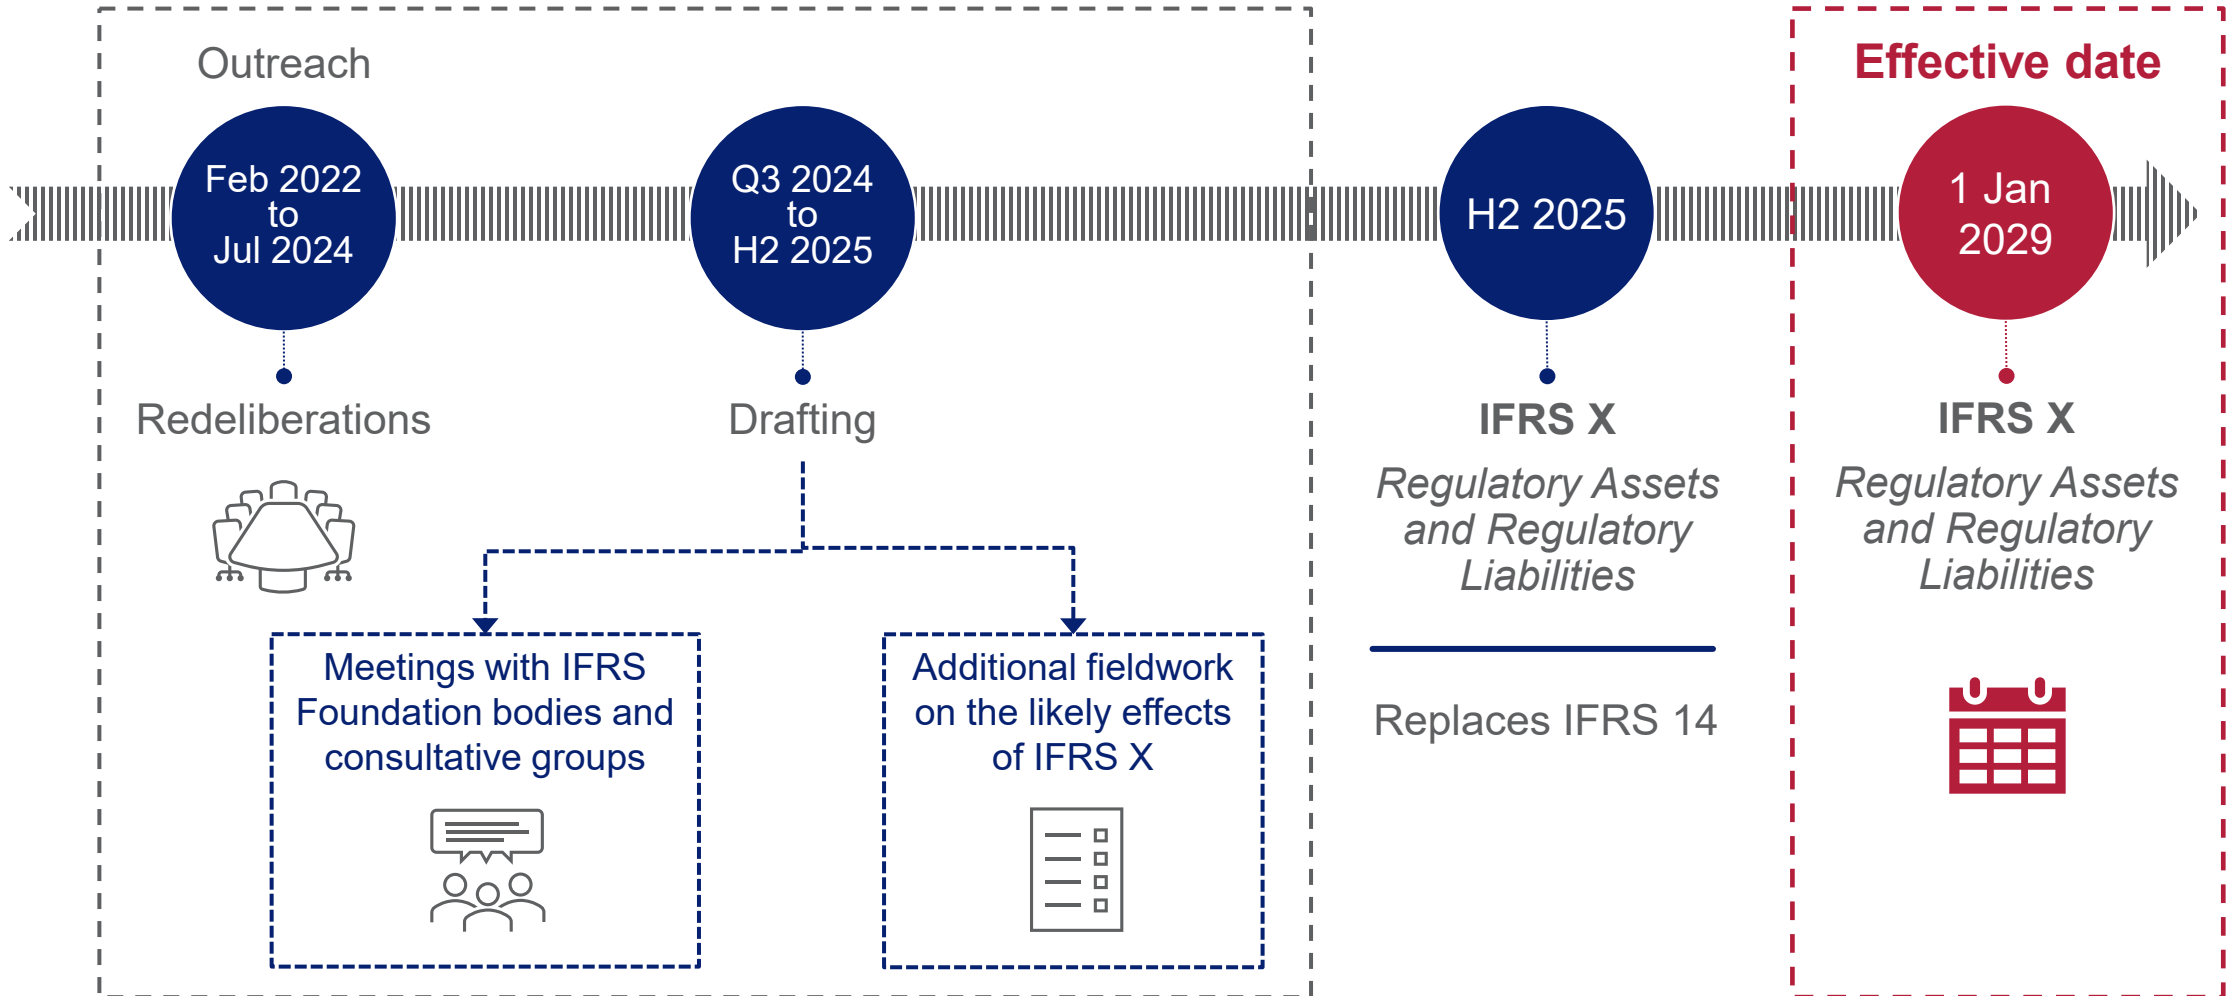 Outreach
Feb 2022
to
Jul 2024
Redeliberations
Q3 2024
to
H2 2025
Drafting
Meetings with IFRS
Foundation bodies and
consultative groups
Additional fieldwork
on the likely effects
of IFRS X
H2 2025
IFRS X
Regulatory Assets
and Regulatory
Liabilities
Replaces IFRS 14
Effective date
1 Jan
2029
IFRS X
Regulatory Assets
and Regulatory
Liabilities